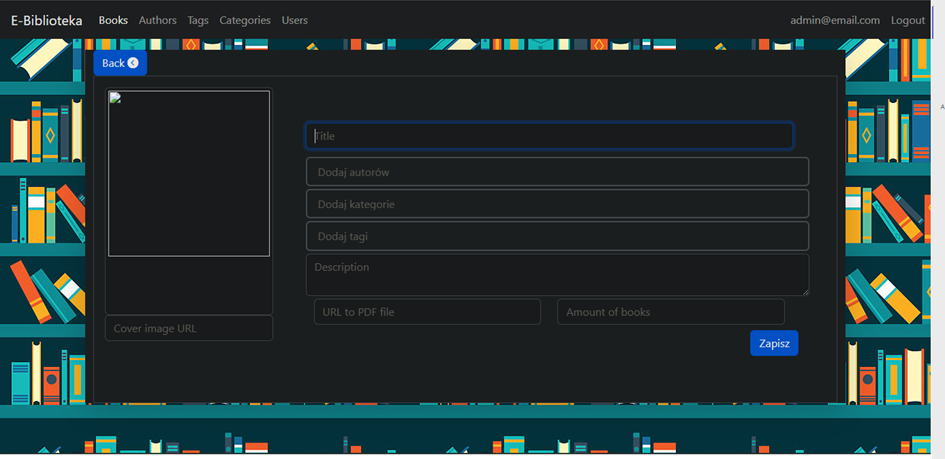 E-Biblioteka Books Authors Tags Categories Users admin@email.com Logout
Back
Title
Dodaj autorów
Dodaj kategorie
Dodaj tagi
Description
URL to PDF file Amount of books
Cover image URL
Zapisz
A